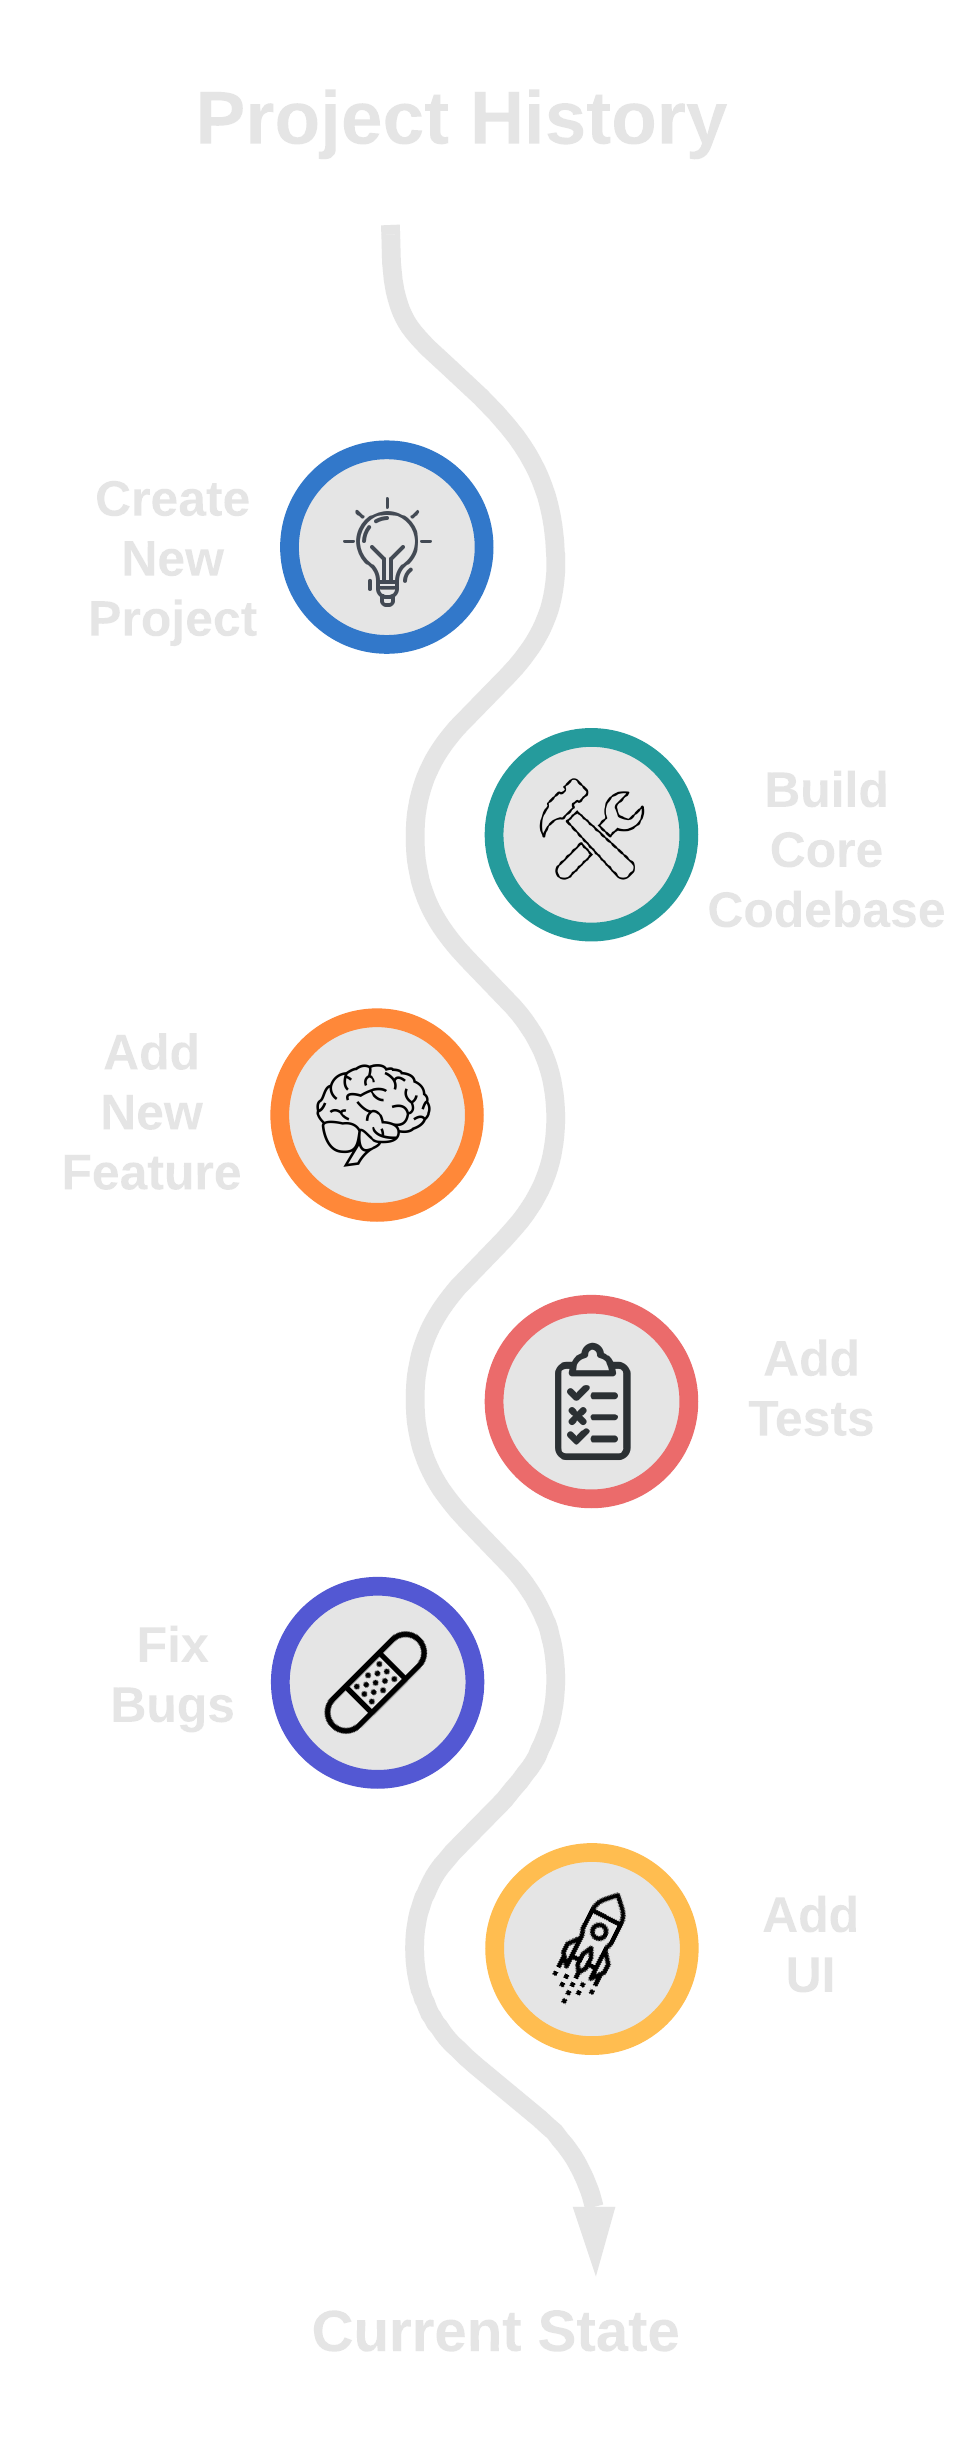 Project History
Create
New
Project
Build
Core
Codebase
Add
New
Feature
Add
Tests
Fix
Bugs
Add
UI
Current State